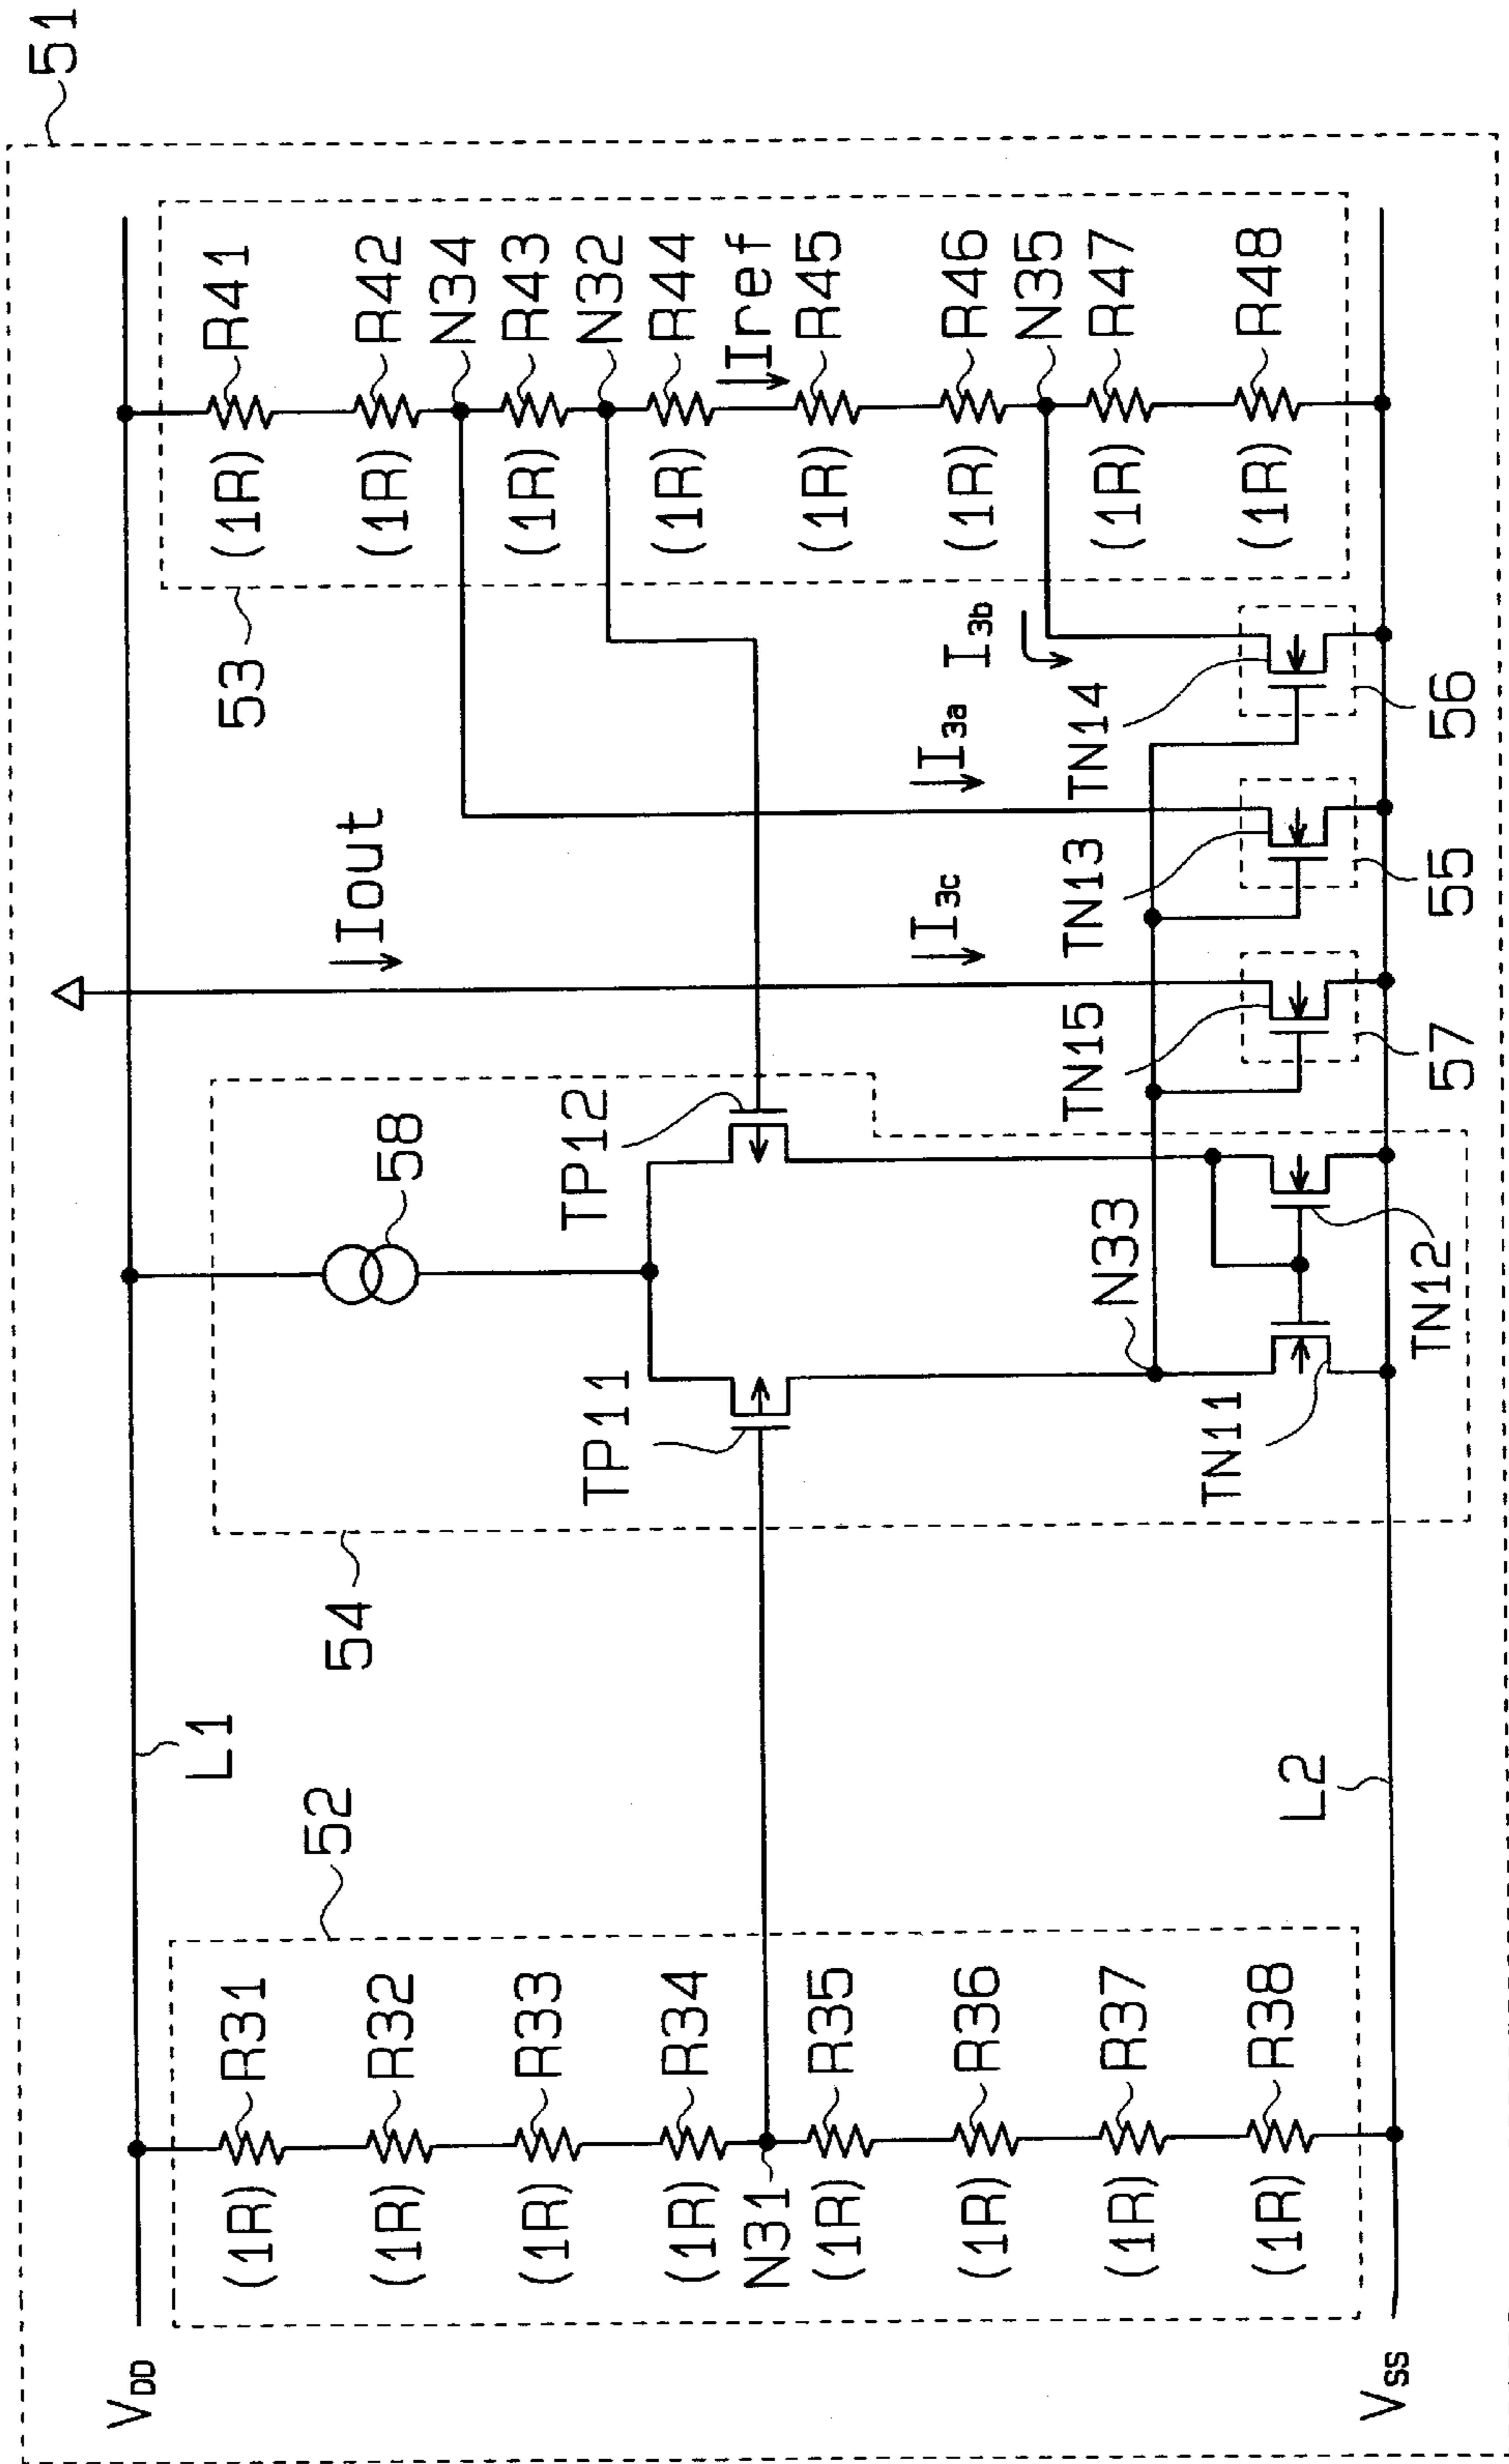 51
VDD
L1
52
R31
(1R)
R32
(1R)
R33
(1R)
R34
(1R)
N31
R35
(1R)
R36
(1R)
R37
(1R)
R38
(1R)
VSS
L2
54
58
TP11
TP12
N33
TN11
TN12
Iout
I3c
TN15
57
I3a
TN13
55
I3b
TN14
56
53
R41
(1R)
R42
(1R)
N34
R43
(1R)
N32
R44
(1R)
Iref
R45
(1R)
R46
(1R)
N35
R47
(1R)
R48
(1R)